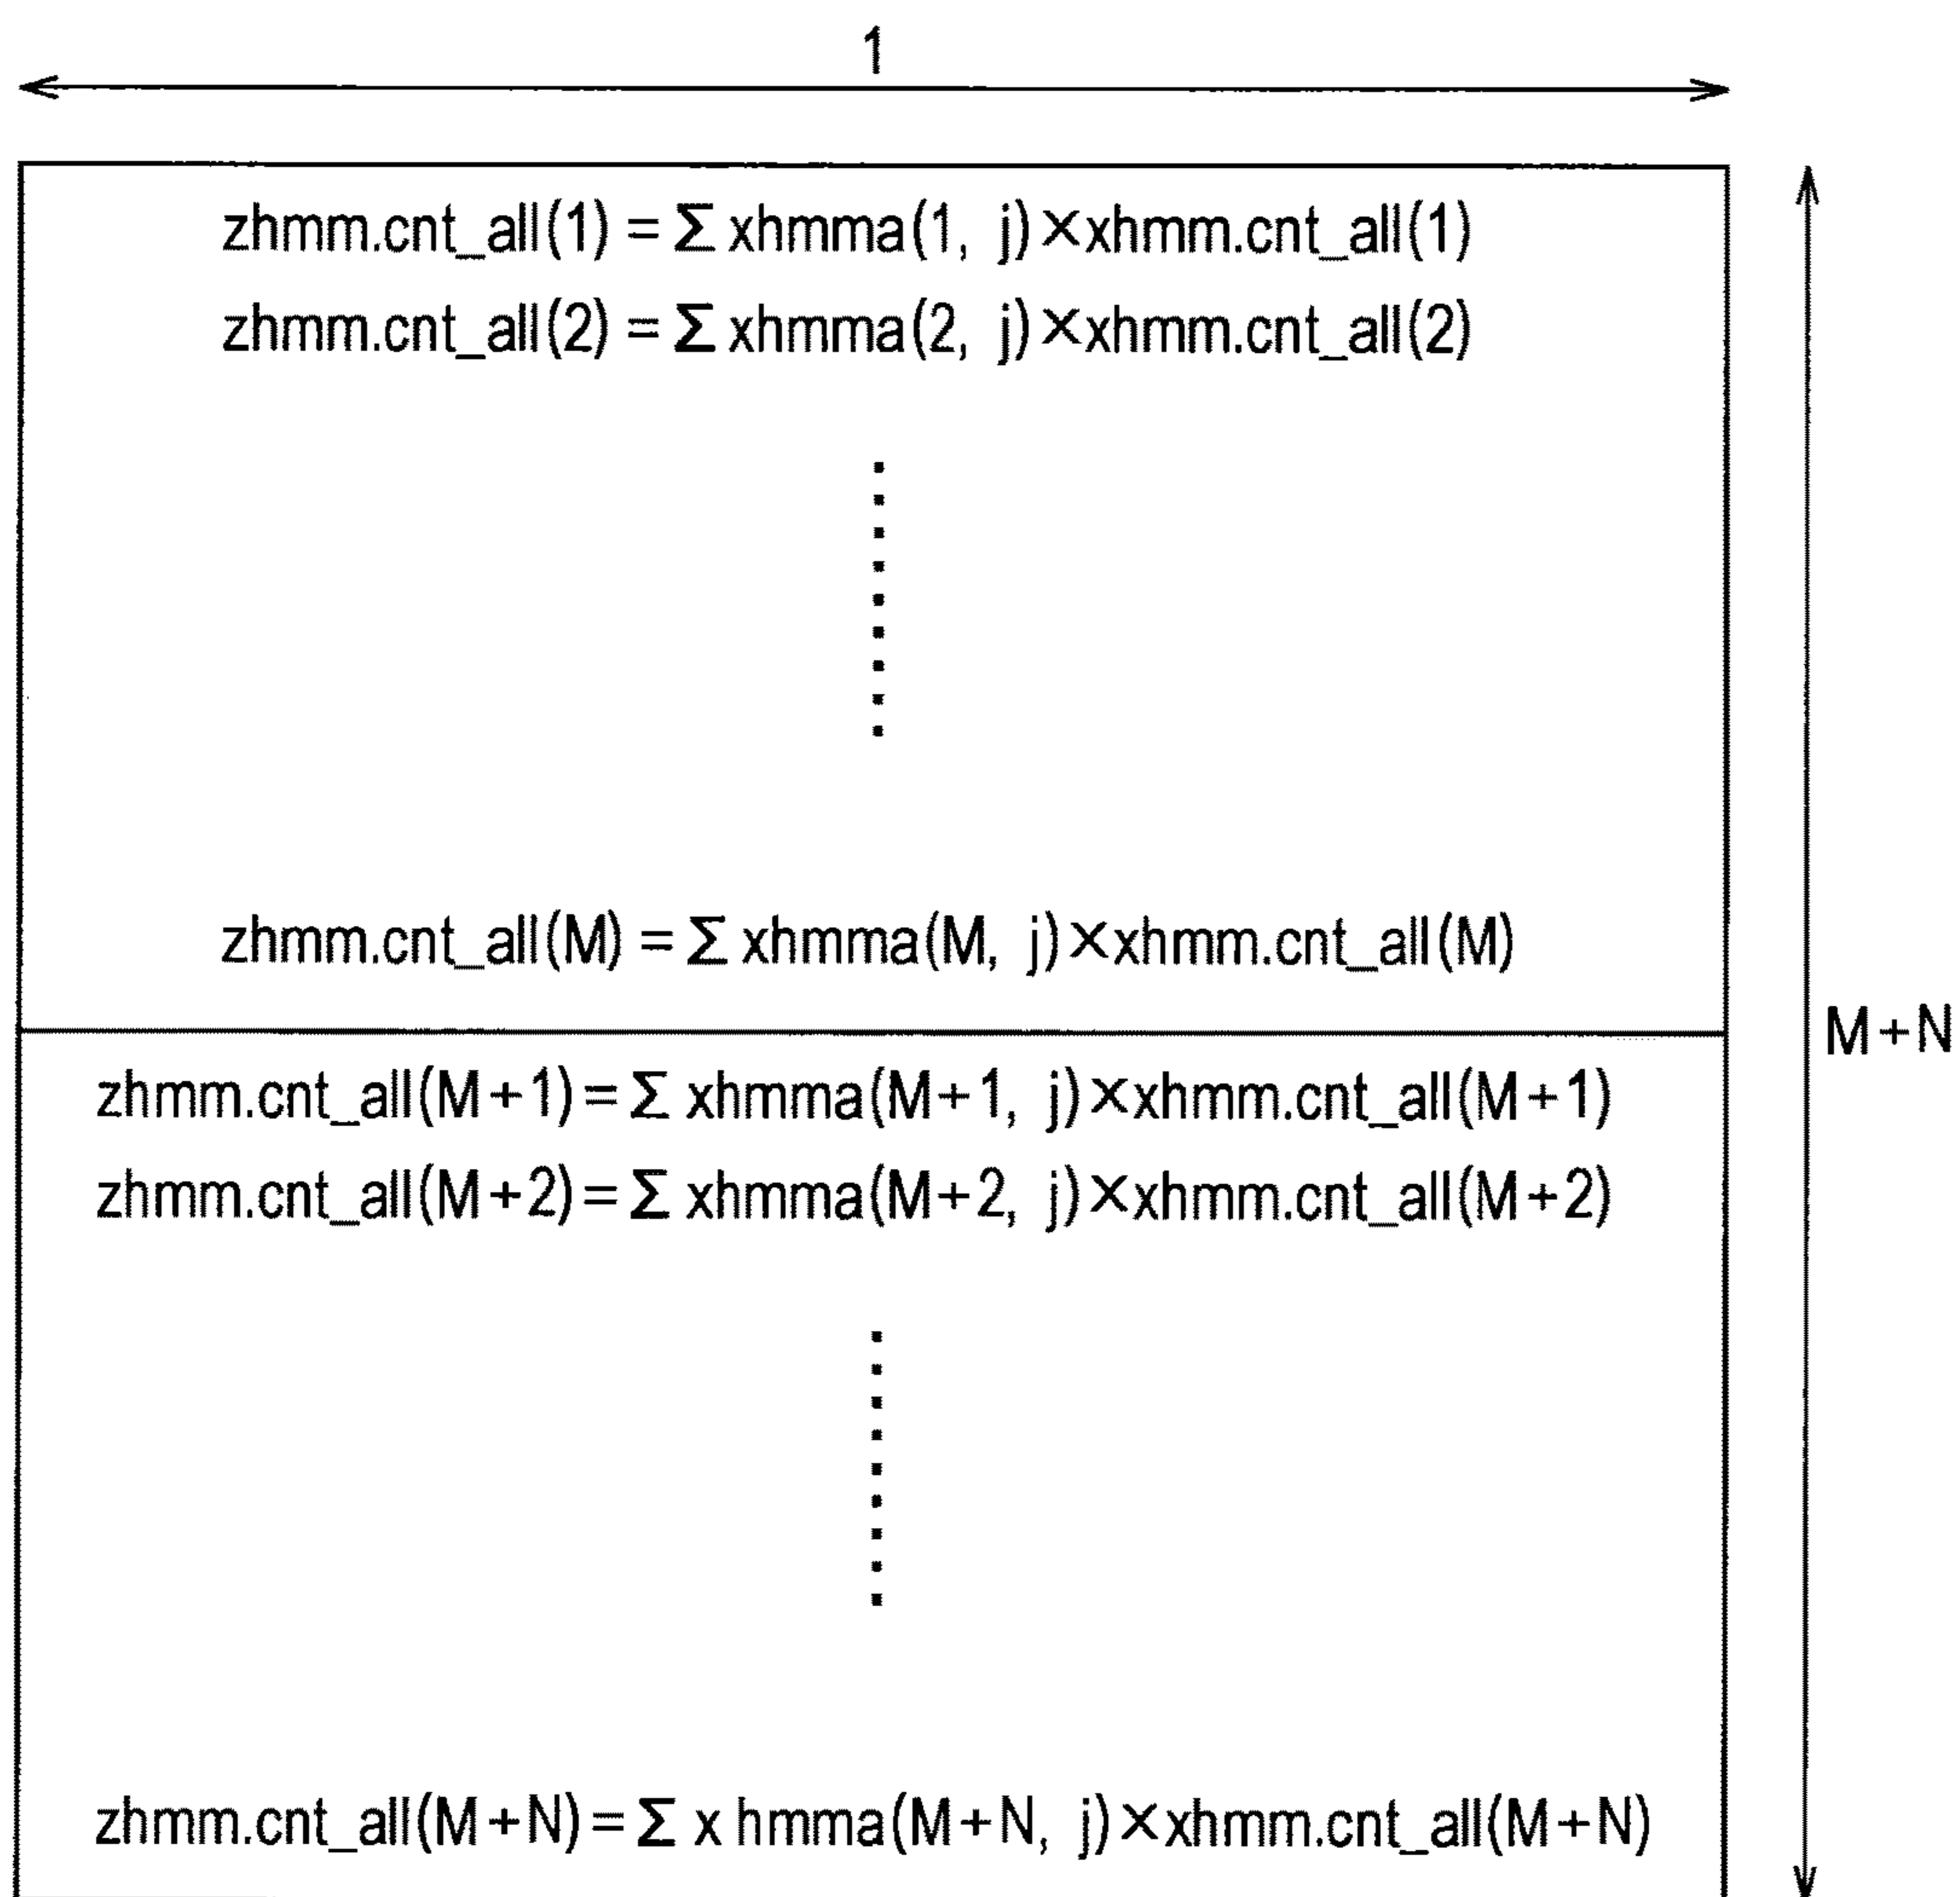 1
zhmm.cnt_all(1) = Σ xhmma(1, j)×xhmm.cnt_all(1)
zhmm.cnt_all(2) = Σ xhmma(2, j)×xhmm.cnt_all(2)
zhmm.cnt_all(M) = Σ xhmma(M, j)×xhmm.cnt_all(M)
M+N
zhmm.cnt_all(M+1)=Σ xhmma(M+1, j)×xhmm.cnt_all(M+1)
zhmm.cnt_all(M+2)=Σ xhmma(M+2, j)×xhmm.cnt_all(M+2)
zhmm.cnt_all(M+N)=Σ x hmma(M+N, j)×xhmm.cnt_all(M+N)